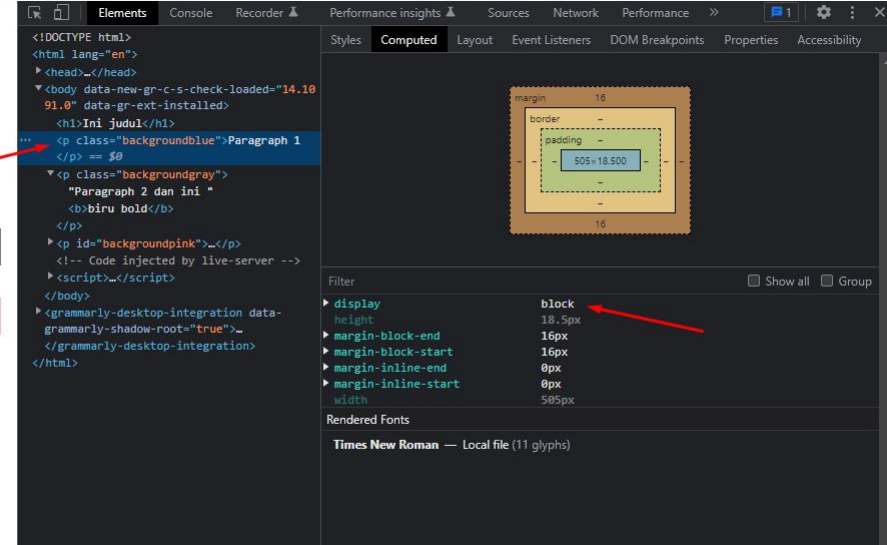 Elements Console Recorder Performance insights Sources Network Performance » 1
<!DOCTYPE html>
<html lang="en">
<head>…</head>
<body data-new-gr-c-s-check-loaded="14.10
91.0" data-gr-ext-installed>
<h1>Ini judul</h1>
… <p class="backgroundblue">Paragraph 1
</p> == $0
<p class="backgroundgray">
"Paragraph 2 dan ini "
<b>biru bold</b>
</p>
<p id="backgroundpink">…</p>
<!-- Code injected by live-server -->
<script>…</script>
</body>
<grammarly-desktop-integration data-
grammarly-shadow-root="true">…
</grammarly-desktop-integration>
</html>
Styles Computed Layout Event Listeners DOM Breakpoints Properties Accessibility
margin 16
border –
padding –
– – – 505×18.500 – – –
–
–
16
Filter Show all Group
display block
height 18.5px
margin-block-end 16px
margin-block-start 16px
margin-inline-end 0px
margin-inline-start 0px
width 505px
Rendered Fonts
Times New Roman — Local file (11 glyphs)